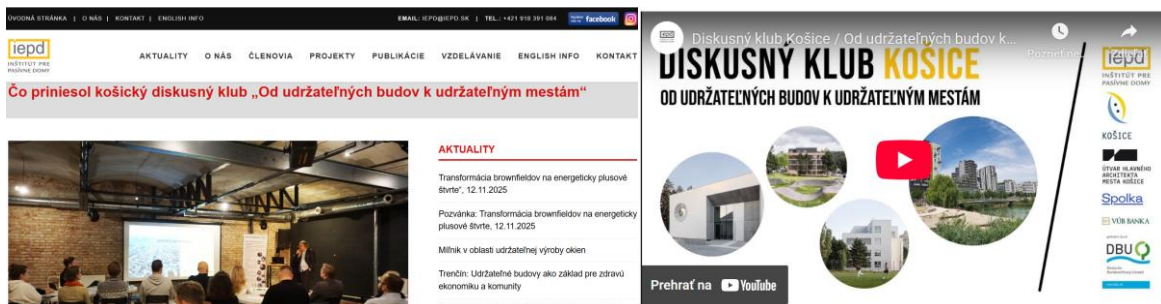 ÚVODNÁ STRÁNKA | O NÁS | KONTAKT | ENGLISH INFO
EMAIL: IEPD@IEPD.SK | TEL.: +421 918 391 084
facebook
iepd
INŠTITÚT PRE
PASÍVNE DOMY
AKTUALITY O NÁS ČLENOVIA PROJEKTY PUBLIKÁCIE VZDELÁVANIE ENGLISH INFO KONTAKT
Čo priniesol košický diskusný klub „Od udržateľných budov k udržateľným mestám“
AKTUALITY
Transformácia brownfieldov na energeticky plusové
štvrte“, 12.11.2025
Pozvánka: Transformácia brownfieldov na energeticky
plusové štvrte, 12.11.2025
Míľnik v oblasti udržateľnej výroby okien
Trenčín: Udržateľné budovy ako základ pre zdravú
ekonomiku a komunity
Diskusný klub Košice / Od udržateľných budov k...
DISKUSNÝ KLUB KOŠICE
OD UDRŽATEĽNÝCH BUDOV K UDRŽATEĽNÝM MESTÁM
iepd
INŠTITÚT PRE
PASÍVNE DOMY
KOŠICE
ÚTVAR HLAVNÉHO
ARCHITEKTA
MESTA KOŠICE
Spolka
VÚB BANKA
DBU
Prehrať na YouTube